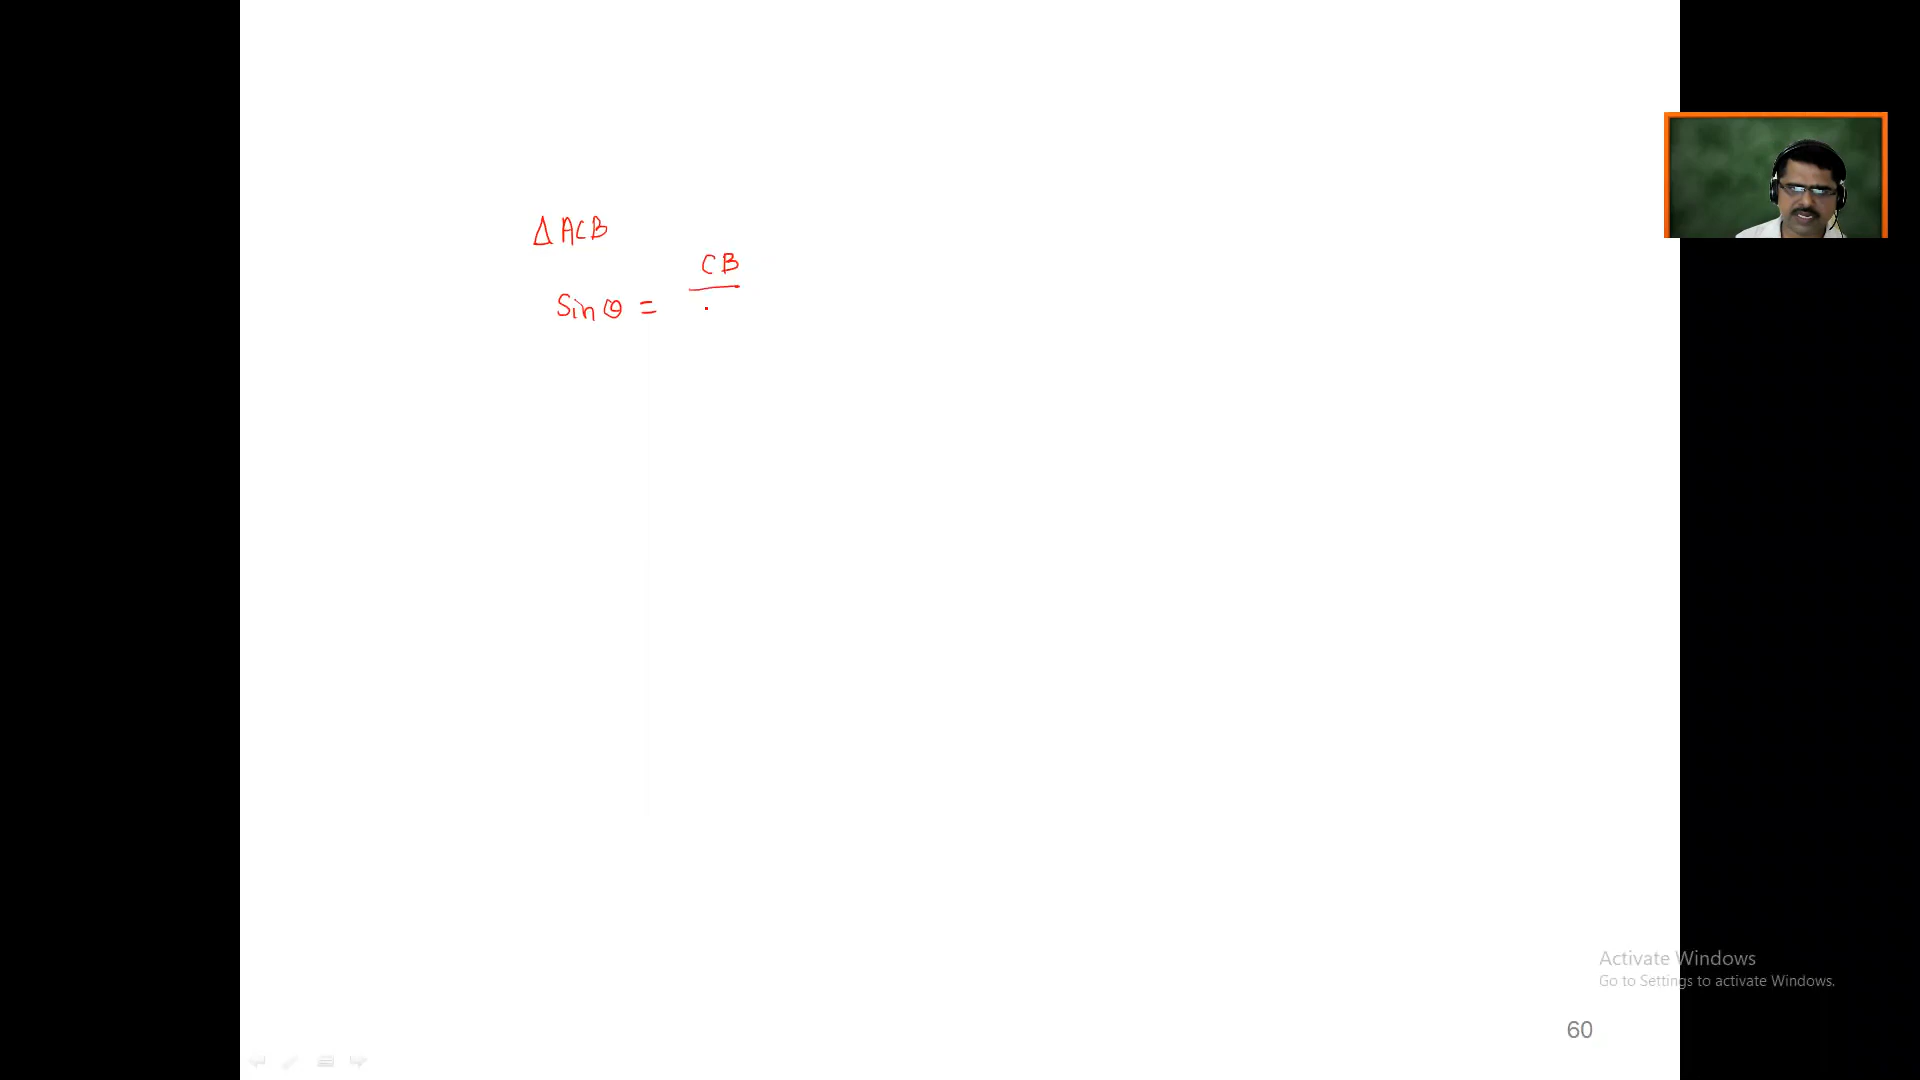 Δ ACB
CB
Sin θ =
Activate Windows
Go to Settings to activate Windows.
60